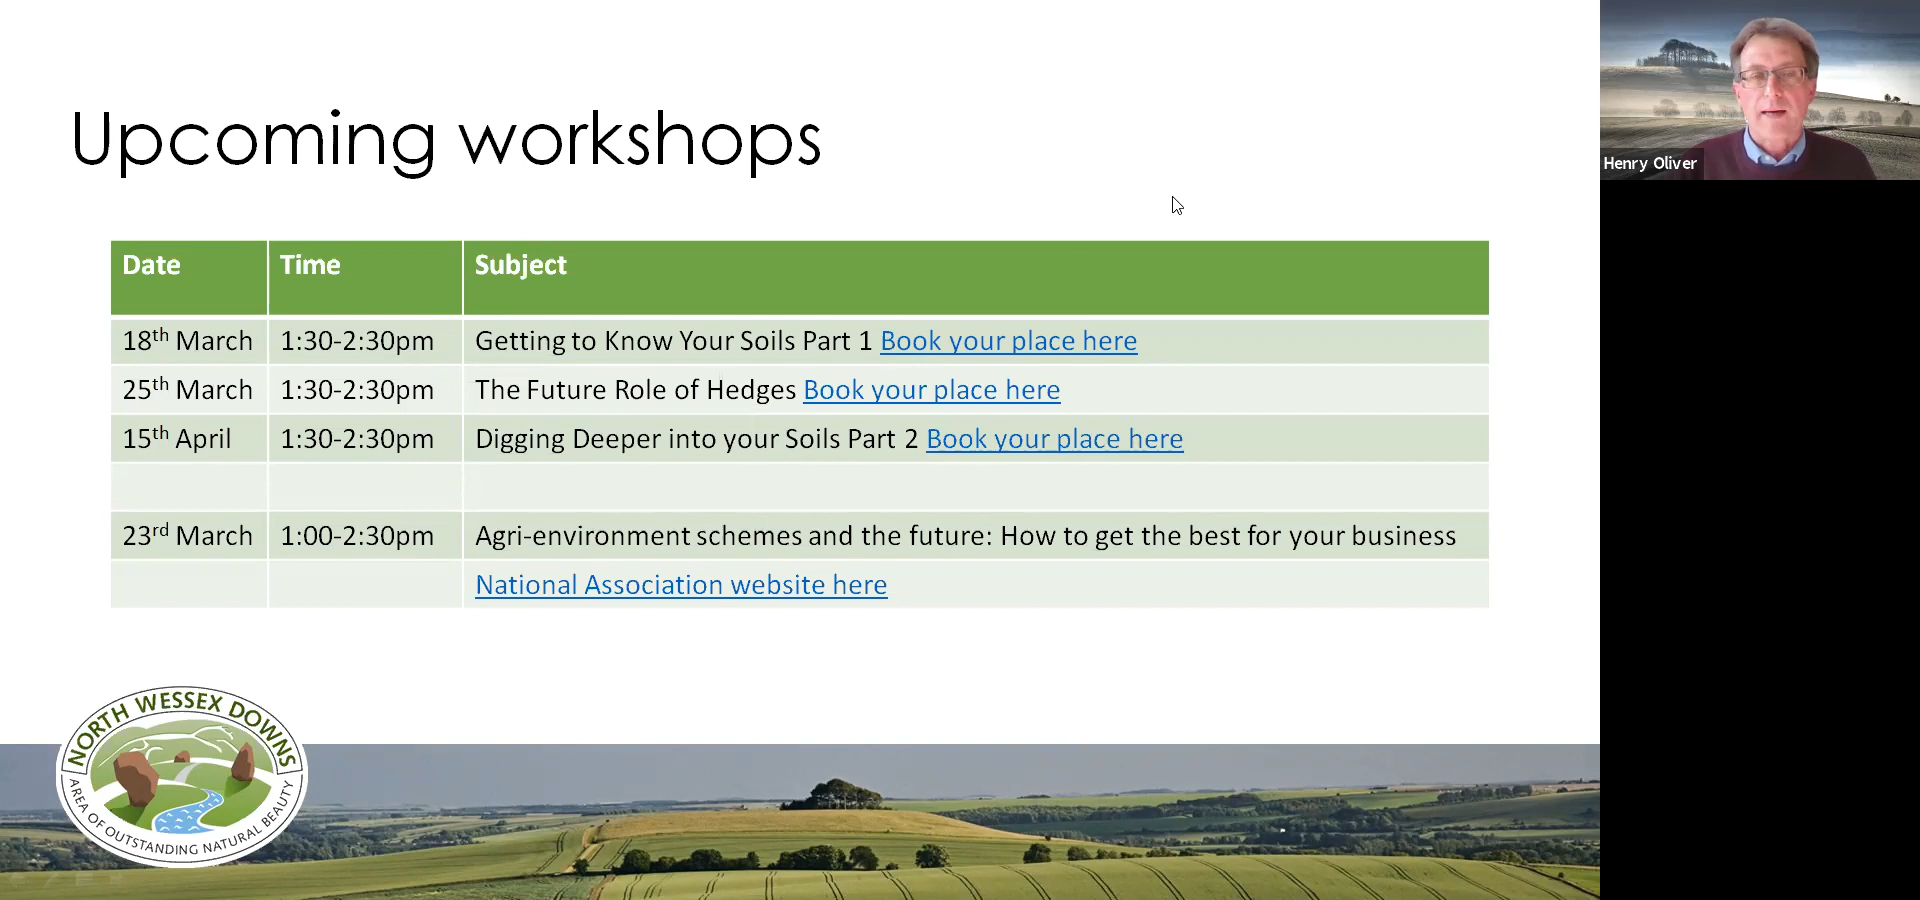 Upcoming workshops
Henry Oliver
Date Time Subject
18th March 1:30-2:30pm Getting to Know Your Soils Part 1 Book your place here
25th March 1:30-2:30pm The Future Role of Hedges Book your place here
15th April 1:30-2:30pm Digging Deeper into your Soils Part 2 Book your place here
23rd March 1:00-2:30pm Agri-environment schemes and the future: How to get the best for your business
National Association website here
NORTH WESSEX DOWNS
AREA OF OUTSTANDING NATURAL BEAUTY